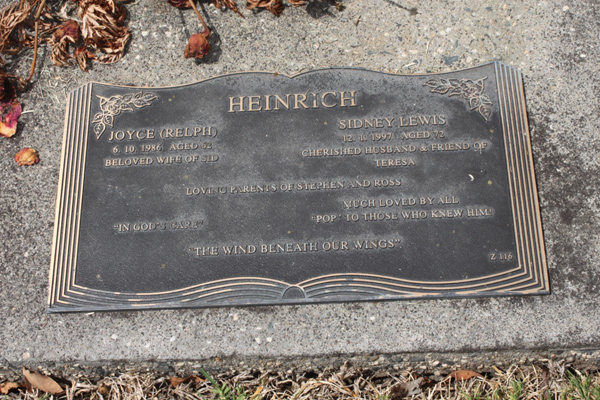 HEINRICH
JOYCE (RELPH)
6. 10. 1986 AGED 62
BELOVED WIFE OF SID
SIDNEY LEWIS
12. 1. 1997 AGED 72
CHERISHED HUSBAND & FRIEND OF
TERESA
LOVING PARENTS OF STEPHEN AND ROSS
MUCH LOVED BY ALL
"POP" TO THOSE WHO KNEW HIM
"IN GOD'S CARE"
"THE WIND BENEATH OUR WINGS"
Z 116